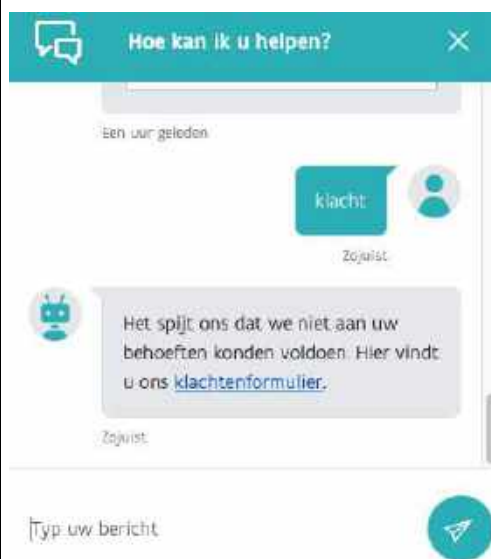 Hoe kan ik u helpen?
Een uur geleden
klacht
Zojuist
Het spijt ons dat we niet aan uw
behoeften konden voldoen. Hier vindt
u ons klachtenformulier.
Zojuist
Typ uw bericht